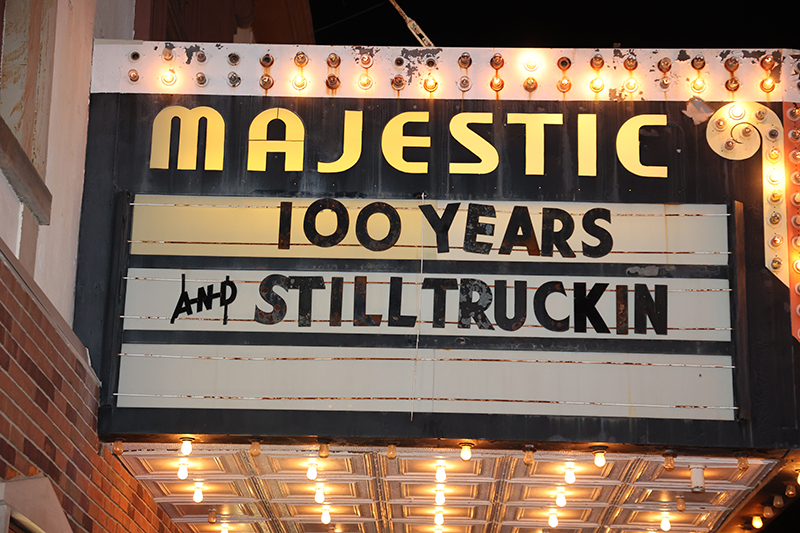 MAJESTIC
100 YEARS
AND STILL TRUCKIN